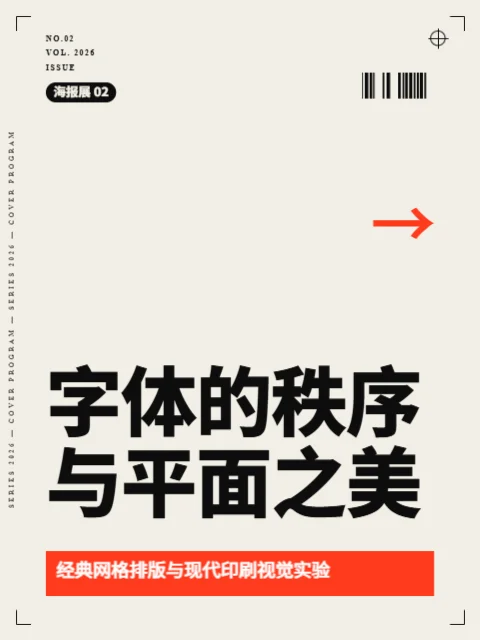 NO.02
VOL. 2026
ISSUE
海报展 02
SERIES 2026 — COVER PROGRAM — SERIES 2026 — COVER PROGRAM
字体的秩序
与平面之美
经典网格排版与现代印刷视觉实验